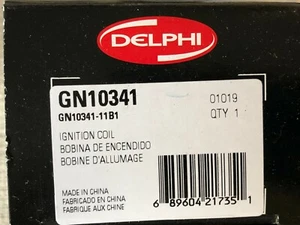 DELPHI
GN10341
GN10341-11B1
01019
QTY 1
IGNITION COIL
BOBINA DE ENCENDIDO
BOBINE D'ALLUMAGE
MADE IN CHINA
FABRICADO EN CHINA
FABRIQUE AUX CHINE
6 89604 21735 1